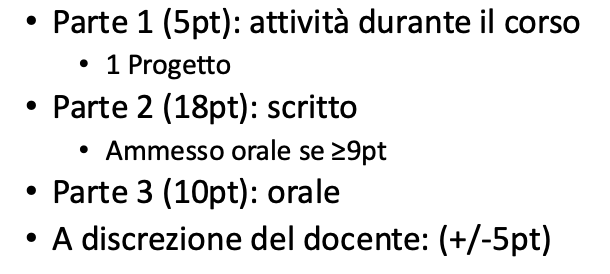 • Parte 1 (5pt): attività durante il corso
• 1 Progetto
• Parte 2 (18pt): scritto
• Ammesso orale se ≥9pt
• Parte 3 (10pt): orale
• A discrezione del docente: (+/-5pt)